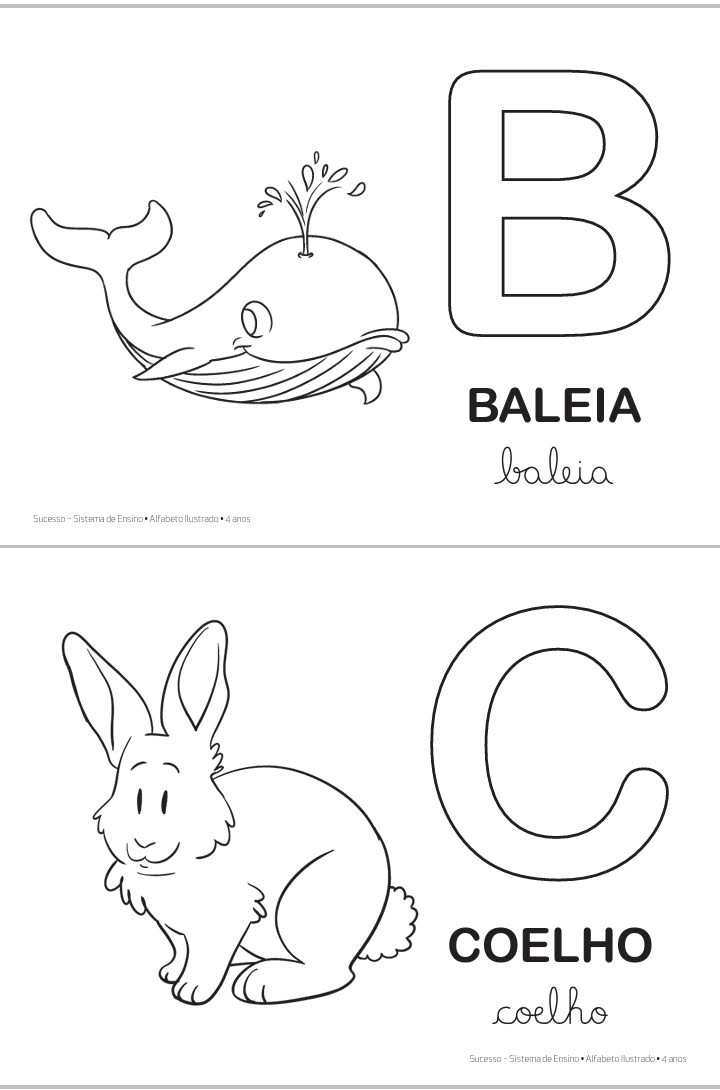 B
BALEIA
baleia
Sucesso - Sistema de Ensino • Alfabeto Ilustrado • 4 anos
C
COELHO
coelho
Sucesso - Sistema de Ensino • Alfabeto Ilustrado • 4 anos